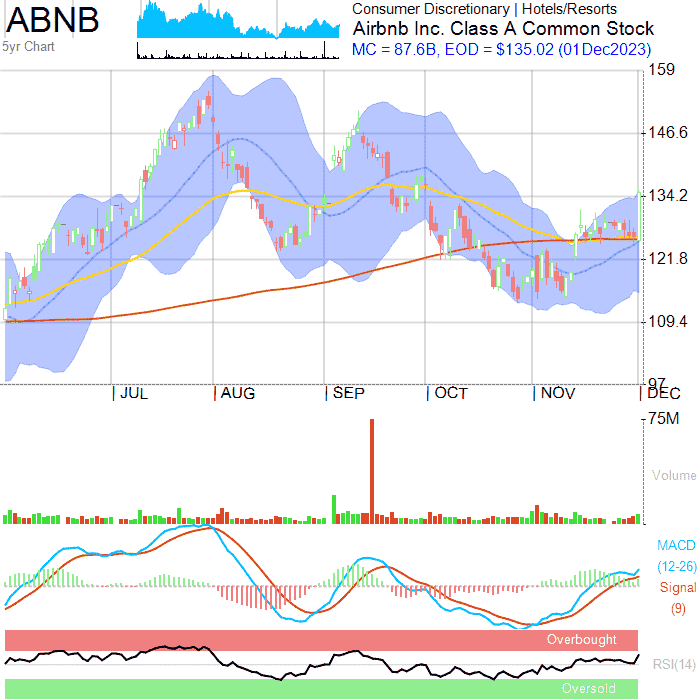 ABNB
5yr Chart
Consumer Discretionary | Hotels/Resorts
Airbnb Inc. Class A Common Stock
MC = 87.6B, EOD = $135.02 (01Dec2023)
159
146.6
134.2
121.8
109.4
97
JUL AUG SEP OCT NOV DEC
75M
Volume
MACD
(12-26)
Signal
(9)
Overbought
RSI(14)
Oversold